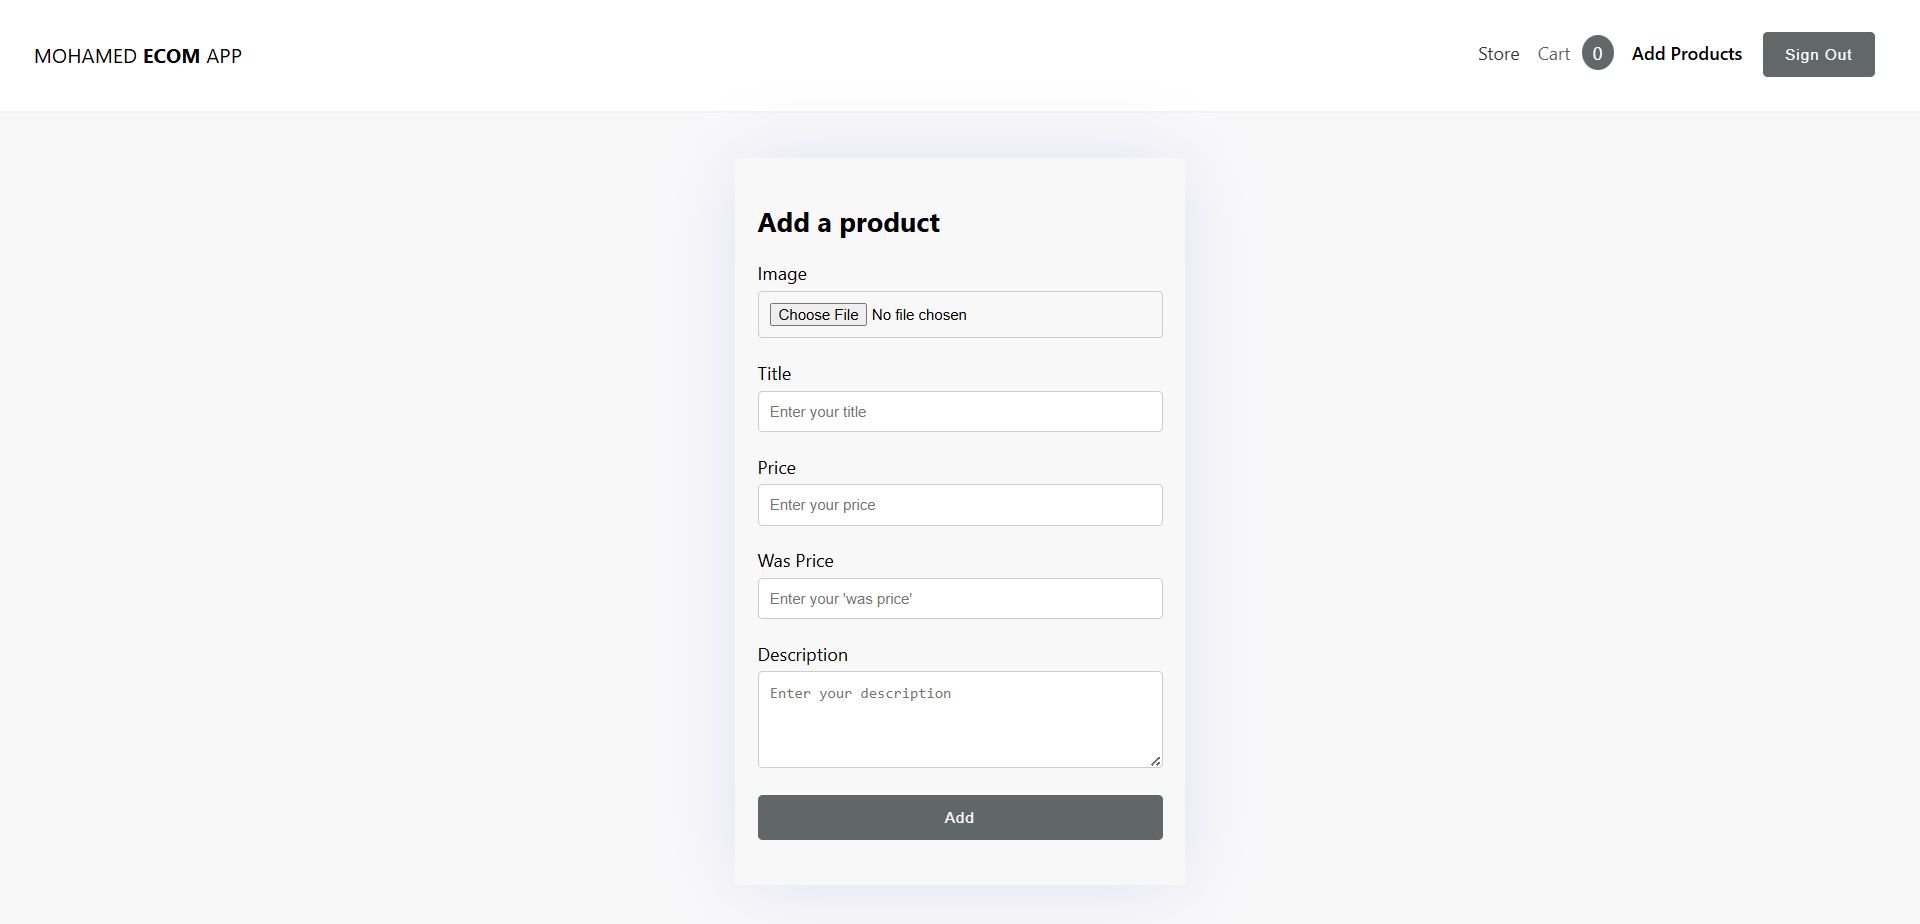 MOHAMED ECOM APP
Store Cart 0 Add Products Sign Out
Add a product
Image
Choose File No file chosen
Title
Enter your title
Price
Enter your price
Was Price
Enter your 'was price'
Description
Enter your description
Add